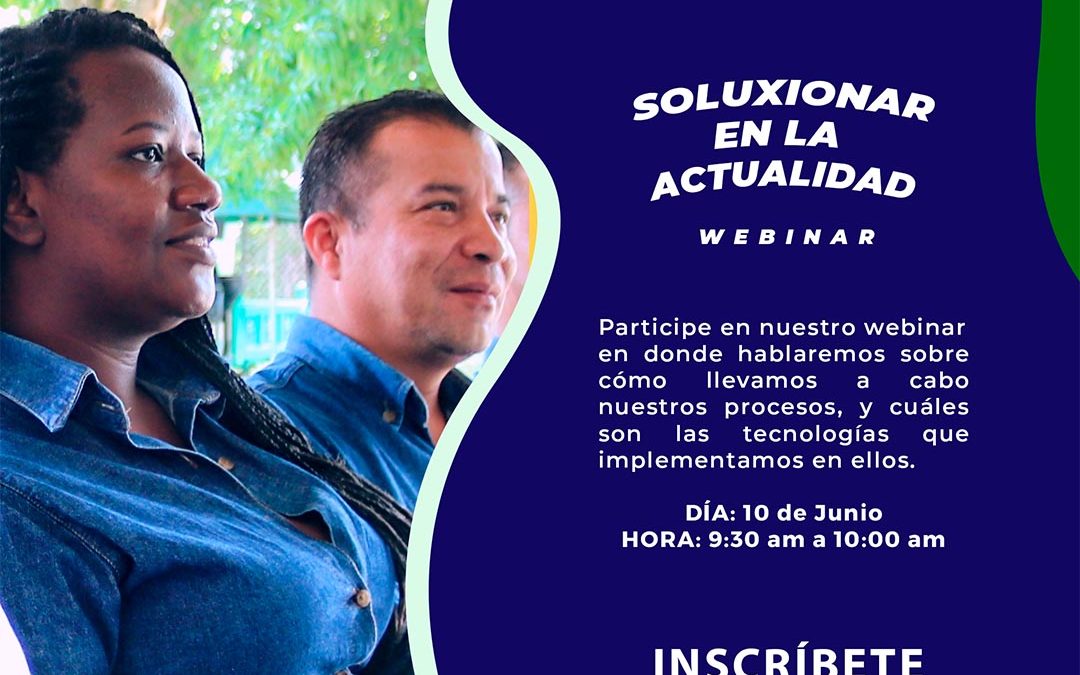 SOLUXIONAR
EN LA
ACTUALIDAD
WEBINAR
Participe en nuestro webinar
en donde hablaremos sobre
cómo llevamos a cabo
nuestros procesos, y cuáles
son las tecnologías que
implementamos en ellos.
DÍA: 10 de Junio
HORA: 9:30 am a 10:00 am
INSCRÍBETE